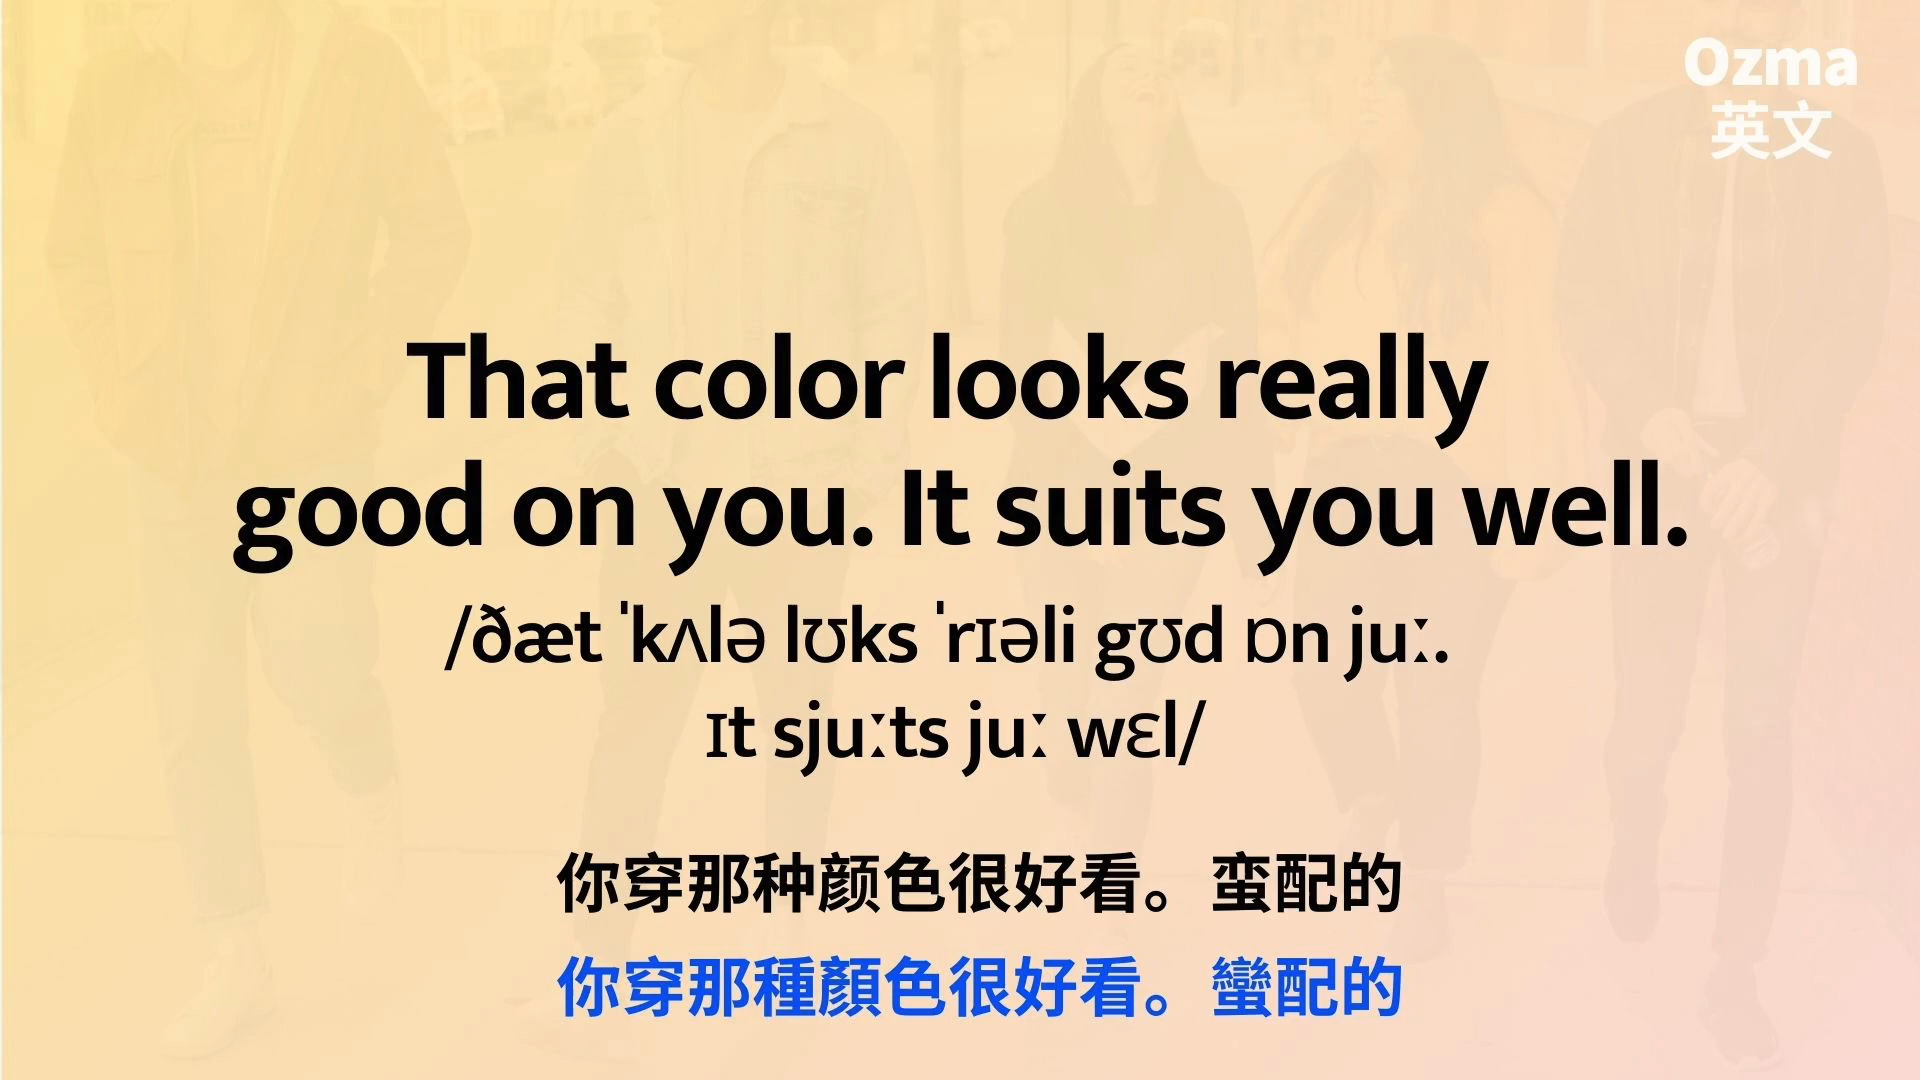 Ozma
英文
That color looks really
good on you. It suits you well.
/ðæt ˈkʌlə lʊks ˈrɪəli gʊd ɒn juː.
ɪt sjuːts juː wɛl/
你穿那种颜色很好看。蛮配的
你穿那種顏色很好看。蠻配的